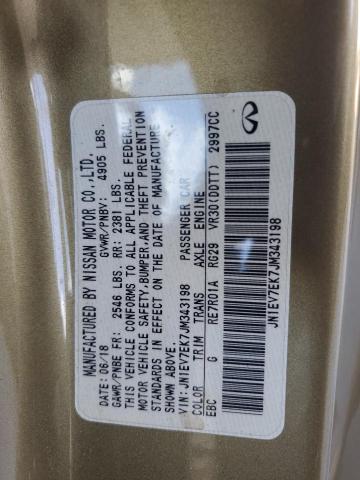 MANUFACTURED BY NISSAN MOTOR CO.,LTD.
DATE: 06/18 GVWR/PNBV: 4905 LBS.
GAWR/PNBE FR: 2546 LBS. RR: 2381 LBS.
THIS VEHICLE CONFORMS TO ALL APPLICABLE FEDERAL
MOTOR VEHICLE SAFETY,BUMPER,AND THEFT PREVENTION
STANDARDS IN EFFECT ON THE DATE OF MANUFACTURE
SHOWN ABOVE.
VIN: JN1EV7EK7JM343198 PASSENGER CAR
COLOR TRIM TRANS AXLE ENGINE
EBC G RE7R01A RG29 VR30(DDTT) 2997CC
JN1EV7EK7JM343198